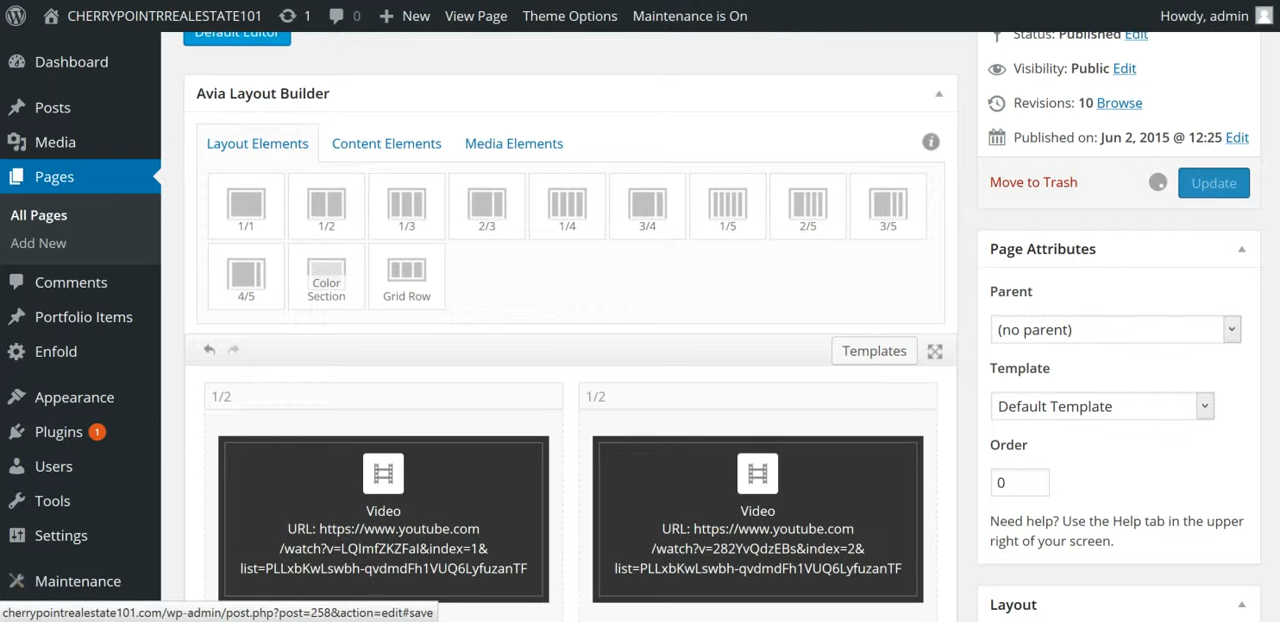 CHERRYPOINTRREALESTATE101 1 0 New View Page Theme Options Maintenance is On Howdy, admin
Dashboard
Posts
Media
Pages
All Pages
Add New
Comments
Portfolio Items
Enfold
Appearance
Plugins 1
Users
Tools
Settings
Maintenance
Default Editor
Avia Layout Builder
Layout Elements Content Elements Media Elements
1/1 1/2 1/3 2/3 1/4 3/4 1/5 2/5 3/5
4/5 Color Section Grid Row
Templates
1/2 1/2
Video
URL: https://www.youtube.com
/watch?v=LQImfZKZFaI&index=1&
list=PLLxbKwLswbh-qvdmdFh1VUQ6LyfuzanTF
Video
URL: https://www.youtube.com
/watch?v=282YvQdzEBs&index=2&
list=PLLxbKwLswbh-qvdmdFh1VUQ6LyfuzanTF
Status: Published Edit
Visibility: Public Edit
Revisions: 10 Browse
Published on: Jun 2, 2015 @ 12:25 Edit
Move to Trash Update
Page Attributes
Parent
(no parent)
Template
Default Template
Order
0
Need help? Use the Help tab in the upper
right of your screen.
Layout
cherrypointrealestate101.com/wp-admin/post.php?post=258&action=edit#save